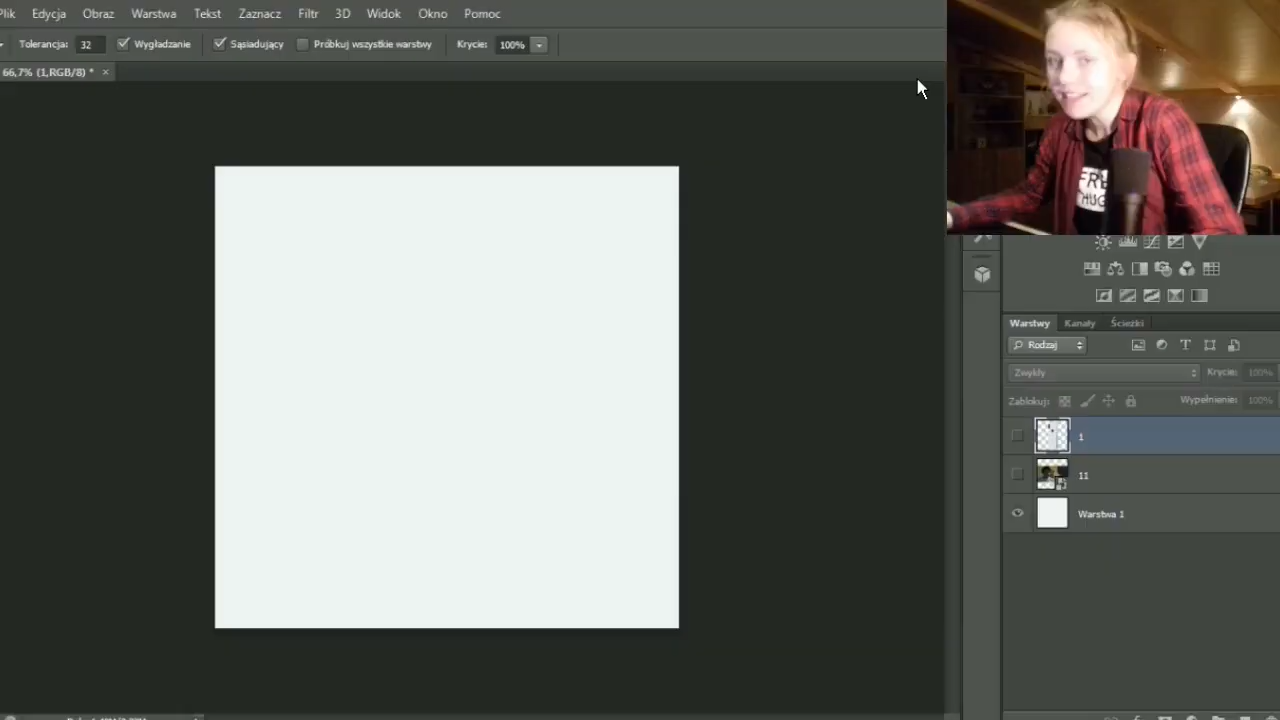 Plik Edycja Obraz Warstwa Tekst Zaznacz Filtr 3D Widok Okno Pomoc
Tolerancja: 32 Wygładzanie Sąsiadujący Próbkuj wszystkie warstwy Krycie: 100%
66,7% (1,RGB/8) * ×
FRE
HUG
Warstwy Kanały Ścieżki
Rodzaj
Zwykły Krycie: 100%
Zablokuj: Wypełnienie: 100%
1
11
Warstwa 1